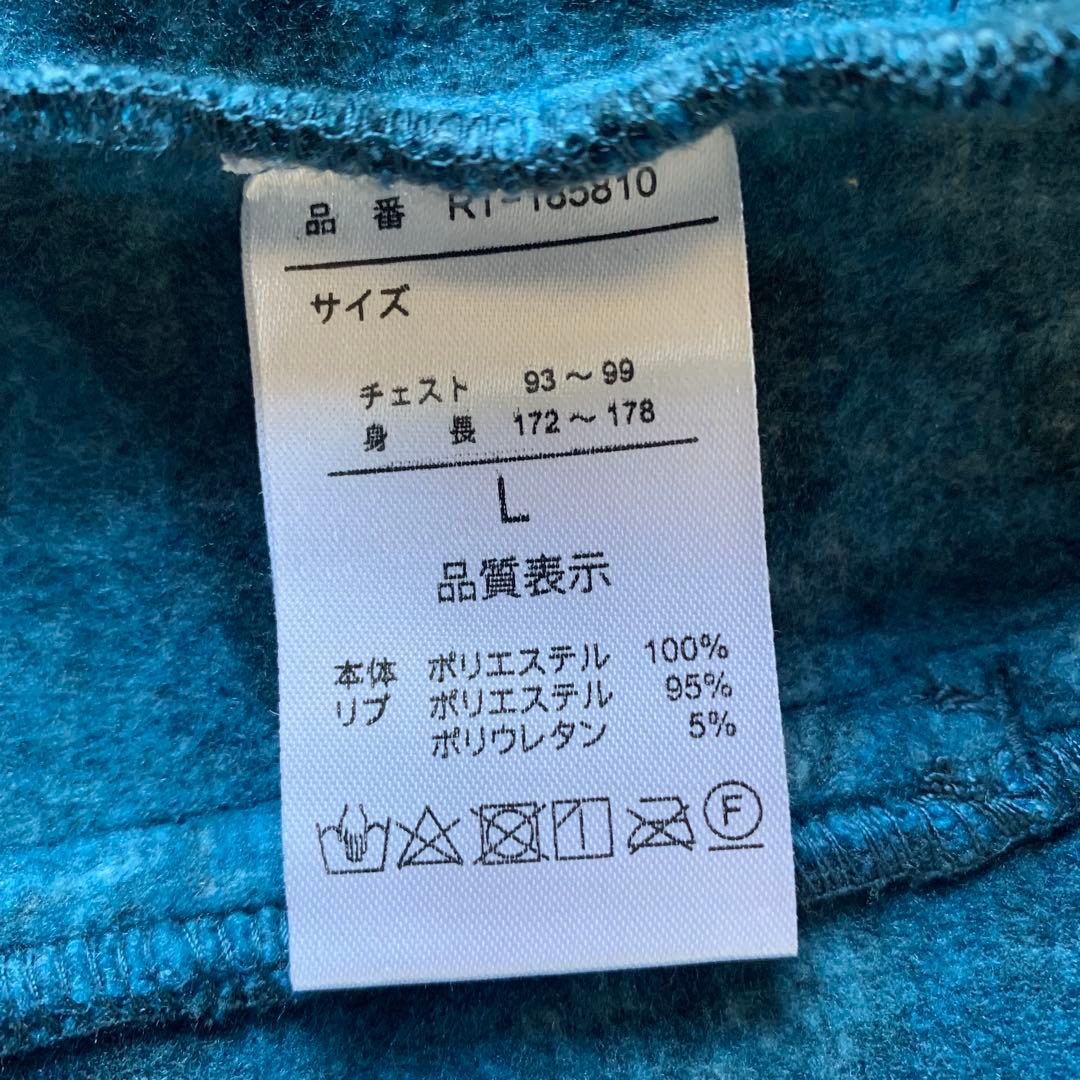 品番 R1-185810
サイズ
チェスト 93～99
身長 172～178
L
品質表示
本体 ポリエステル 100%
リブ ポリエステル 95%
ポリウレタン 5%
F